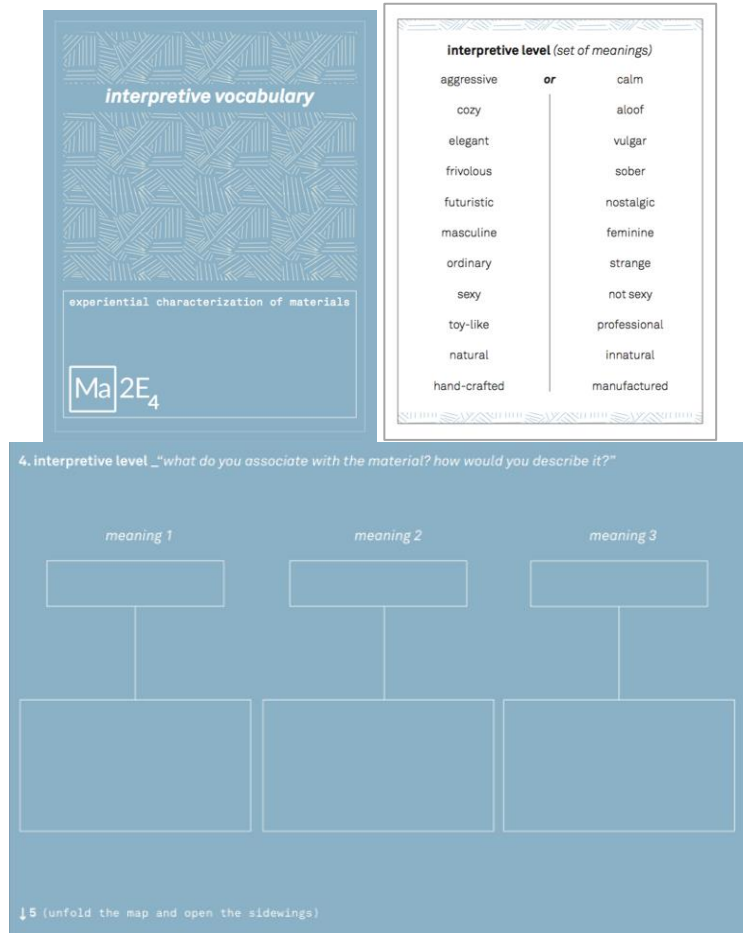 interpretive vocabulary
experiential characterization of materials
Ma2E4
interpretive level (set of meanings)
aggressive or calm
cozy aloof
elegant vulgar
frivolous sober
futuristic nostalgic
masculine feminine
ordinary strange
sexy not sexy
toy-like professional
natural innatural
hand-crafted manufactured
4. interpretive level _“what do you associate with the material? how would you describe it?”
meaning 1 meaning 2 meaning 3
↓5 (unfold the map and open the sidewings)